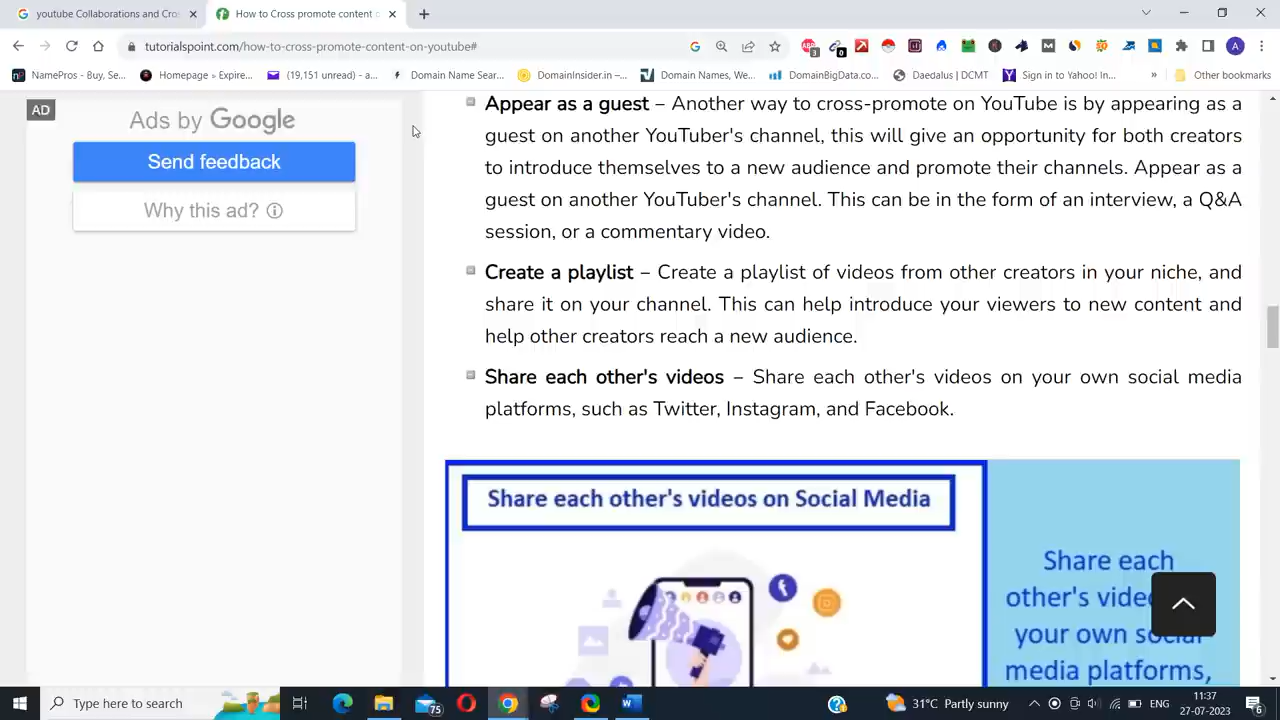 youtube Collaborations and Cro:
How to Cross promote content o
tutorialspoint.com/how-to-cross-promote-content-on-youtube#
NamePros - Buy, Se...
Homepage » Expire...
(19,151 unread) - a...
Domain Name Sear...
DomainInsider.in –...
Domain Names, We...
DomainBigData.co...
Daedalus | DCMT
Sign in to Yahoo! In...
»
Other bookmarks
AD
Ads by Google
Send feedback
Why this ad?
Appear as a guest – Another way to cross-promote on YouTube is by appearing as a
guest on another YouTuber's channel, this will give an opportunity for both creators
to introduce themselves to a new audience and promote their channels. Appear as a
guest on another YouTuber's channel. This can be in the form of an interview, a Q&A
session, or a commentary video.
Create a playlist – Create a playlist of videos from other creators in your niche, and
share it on your channel. This can help introduce your viewers to new content and
help other creators reach a new audience.
Share each other's videos – Share each other's videos on your own social media
platforms, such as Twitter, Instagram, and Facebook.
Share each other's videos on Social Media
Share each
other's vide
your own social
media platforms,
Type here to search
75
31°C Partly sunny
ENG
11:37
27-07-2023
6